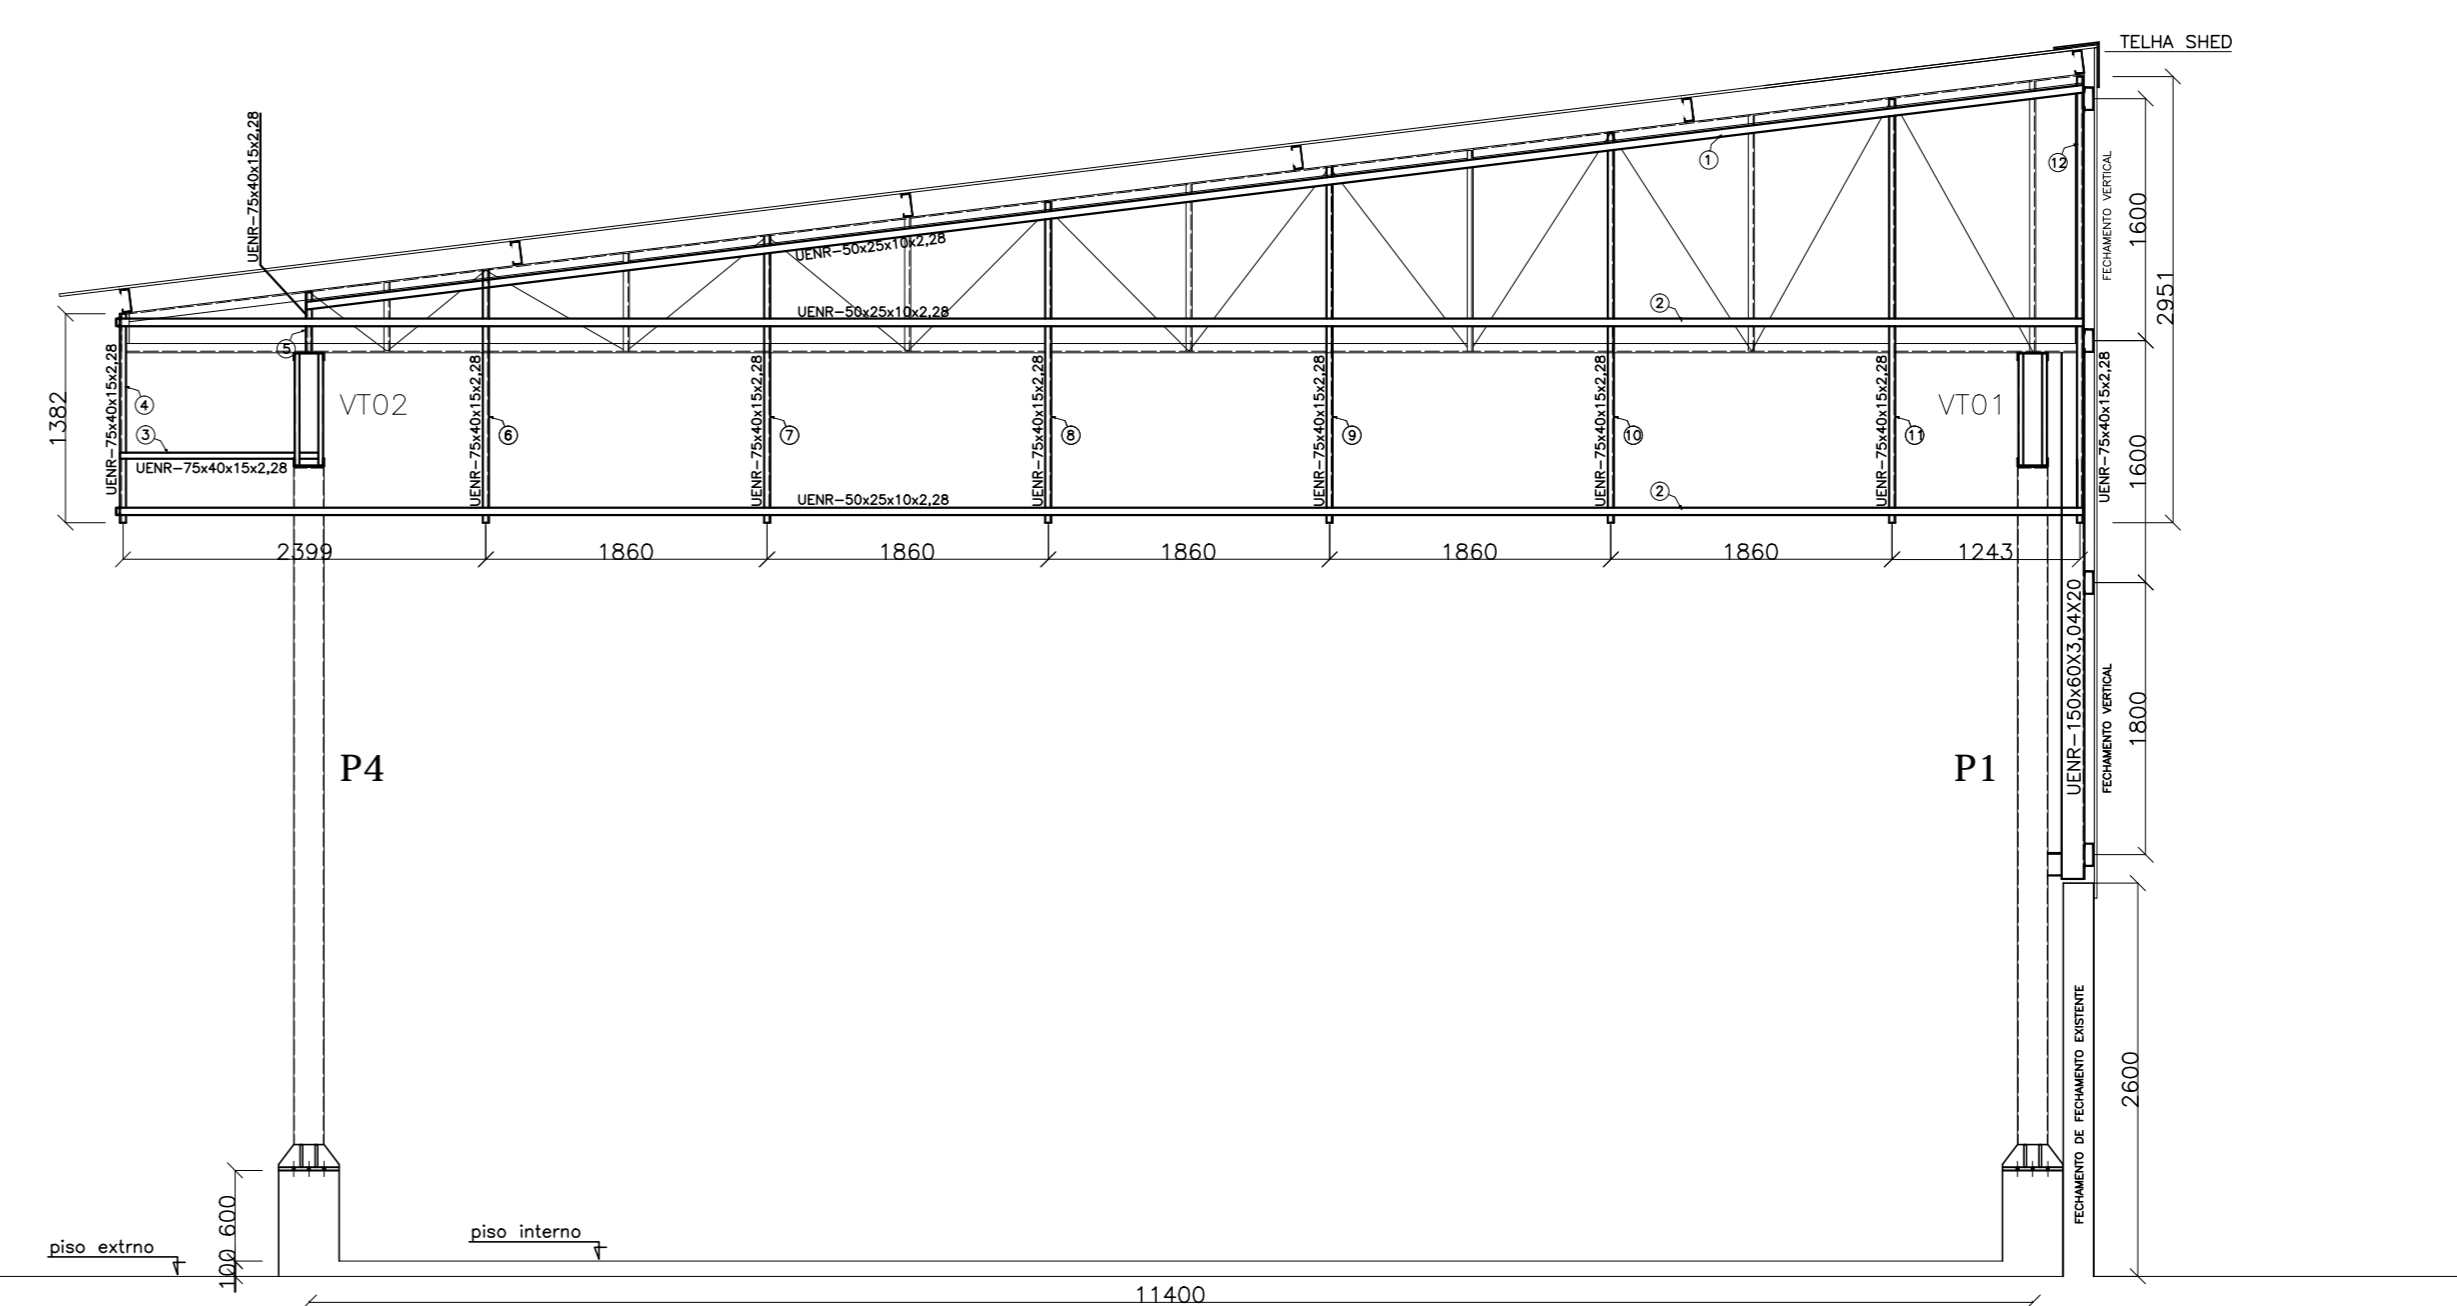 TELHA SHED
UENR-75x40x15x2,28
1
12
FECHAMENTO VERTICAL
1600
2951
UENR-50x25x10x2,28
UENR-50x25x10x2,28
2
5
1382
UENR-75x40x15x2,28
4
3
UENR-75x40x15x2,28
VT02
UENR-75x40x15x2,28
6
UENR-75x40x15x2,28
7
UENR-75x40x15x2,28
8
UENR-75x40x15x2,28
9
UENR-75x40x15x2,28
10
UENR-75x40x15x2,28
11
VT01
UENR-75x40x15x2,28
1600
UENR-50x25x10x2,28
2
2399
1860
1860
1860
1860
1860
1243
UENR-150x60X3,04X20
FECHAMENTO VERTICAL
1800
P4
P1
FECHAMENTO DE FECHAMENTO EXISTENTE
2600
600
100
piso extrno
piso interno
11400